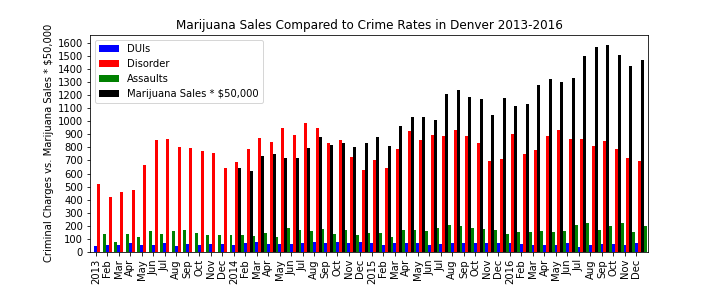 Marijuana Sales Compared to Crime Rates in Denver 2013-2016
Criminal Charges vs. Marijuana Sales * $50,000
1600
1500
1400
1300
1200
1100
1000
900
800
700
600
500
400
300
200
100
0
DUIs
Disorder
Assaults
Marijuana Sales * $50,000
2013
Feb
Mar
Apr
May
Jun
Jul
Aug
Sep
Oct
Nov
Dec
2014
Feb
Mar
Apr
May
Jun
Jul
Aug
Sep
Oct
Nov
Dec
2015
Feb
Mar
Apr
May
Jun
Jul
Aug
Sep
Oct
Nov
Dec
2016
Feb
Mar
Apr
May
Jun
Jul
Aug
Sep
Oct
Nov
Dec